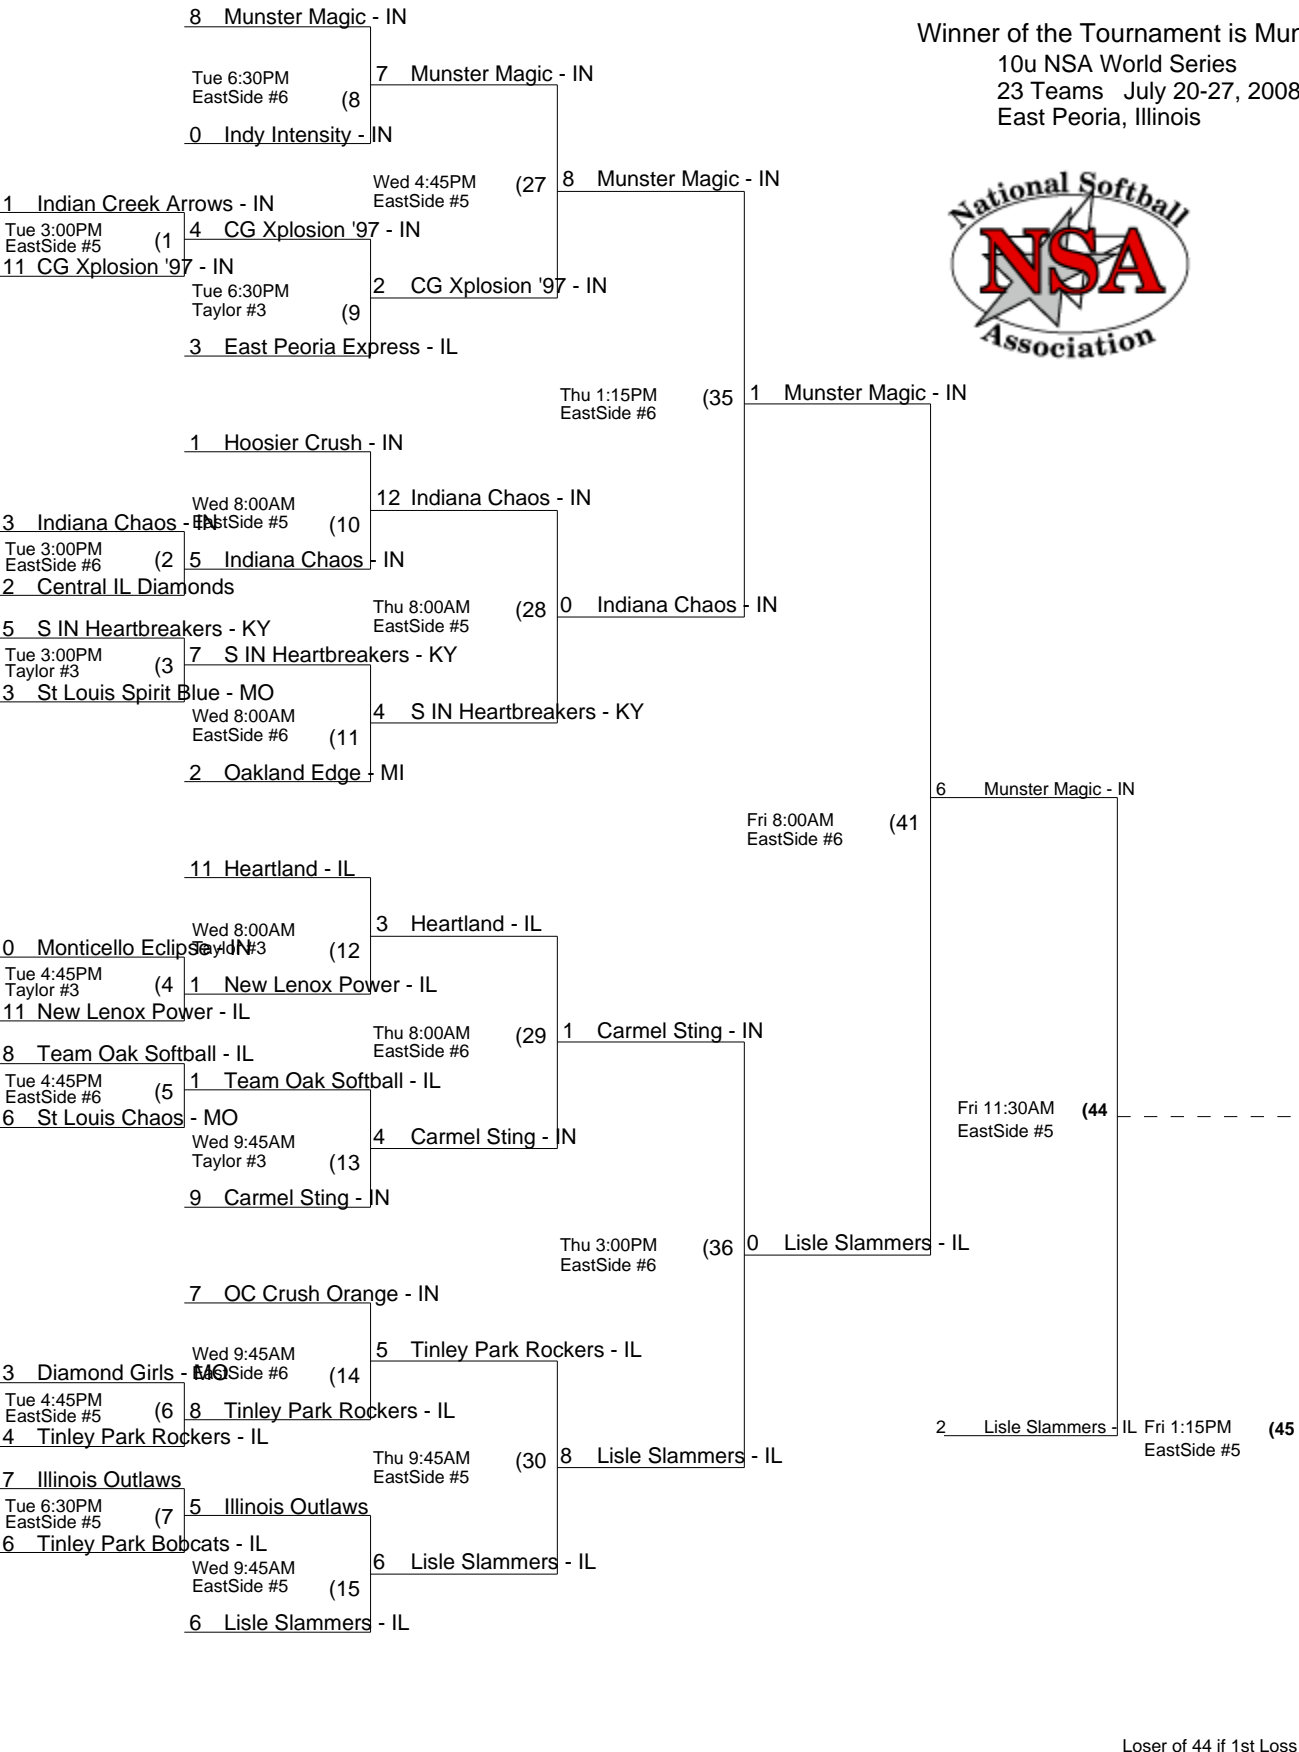 8 Munster Magic - IN
Winner of the Tournament is Mun
10u NSA World Series
23 Teams July 20-27, 2008
East Peoria, Illinois
Tue 6:30PM
EastSide #6 (8
7 Munster Magic - IN
0 Indy Intensity - IN
National Softball
NSA
Association
Wed 4:45PM
EastSide #5 (27
8 Munster Magic - IN
1 Indian Creek Arrows - IN
Tue 3:00PM
EastSide #5 (1
4 CG Xplosion '97 - IN
11 CG Xplosion '97 - IN
Tue 6:30PM
Taylor #3 (9
2 CG Xplosion '97 - IN
3 East Peoria Express - IL
Thu 1:15PM
EastSide #6 (35
1 Munster Magic - IN
1 Hoosier Crush - IN
Wed 8:00AM
EastSide #5 (10
12 Indiana Chaos - IN
3 Indiana Chaos - IN
Tue 3:00PM
EastSide #6 (2
5 Indiana Chaos - IN
2 Central IL Diamonds
Thu 8:00AM
EastSide #5 (28
0 Indiana Chaos - IN
5 S IN Heartbreakers - KY
Tue 3:00PM
Taylor #3 (3
7 S IN Heartbreakers - KY
3 St Louis Spirit Blue - MO
Wed 8:00AM
EastSide #6 (11
4 S IN Heartbreakers - KY
2 Oakland Edge - MI
6 Munster Magic - IN
Fri 8:00AM
EastSide #6 (41
11 Heartland - IL
Wed 8:00AM
Taylor #3 (12
3 Heartland - IL
0 Monticello Eclipse - IN
Tue 4:45PM
Taylor #3 (4
1 New Lenox Power - IL
11 New Lenox Power - IL
Thu 8:00AM
EastSide #6 (29
1 Carmel Sting - IN
8 Team Oak Softball - IL
Tue 4:45PM
EastSide #6 (5
1 Team Oak Softball - IL
6 St Louis Chaos - MO
Wed 9:45AM
Taylor #3 (13
4 Carmel Sting - IN
9 Carmel Sting - IN
Fri 11:30AM (44
EastSide #5
Thu 3:00PM
EastSide #6 (36
0 Lisle Slammers - IL
7 OC Crush Orange - IN
Wed 9:45AM
EastSide #6 (14
5 Tinley Park Rockers - IL
3 Diamond Girls - MO
Tue 4:45PM
EastSide #5 (6
8 Tinley Park Rockers - IL
4 Tinley Park Rockers - IL
2 Lisle Slammers - IL
Fri 1:15PM (45
EastSide #5
Thu 9:45AM
EastSide #5 (30
8 Lisle Slammers - IL
7 Illinois Outlaws
Tue 6:30PM
EastSide #5 (7
5 Illinois Outlaws
6 Tinley Park Bobcats - IL
Wed 9:45AM
EastSide #5 (15
6 Lisle Slammers - IL
6 Lisle Slammers - IL
Loser of 44 if 1st Loss